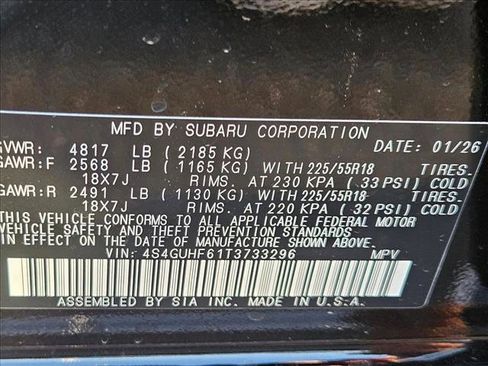 MFD BY SUBARU CORPORATION DATE: 01/26
GVWR: 4817 LB (2185 KG)
GAWR:F 2568 LB (1165 KG) WITH 225/55R18 TIRES.
18X7J RIMS. AT 230 KPA (33 PSI) COLD
GAWR:R 2491 LB (1130 KG) WITH 225/55R18 TIRES.
18X7J RIMS. AT 220 KPA (32 PSI) COLD
THIS VEHICLE CONFORMS TO ALL APPLICABLE FEDERAL MOTOR
VEHICLE SAFETY AND THEFT PREVENTION STANDARDS
IN EFFECT ON THE DATE OF MANUFACTURE SHOWN ABOVE.
VIN: 4S4GUHF61T3733296 MPV
ASSEMBLED BY SIA INC. MADE IN U.S.A.